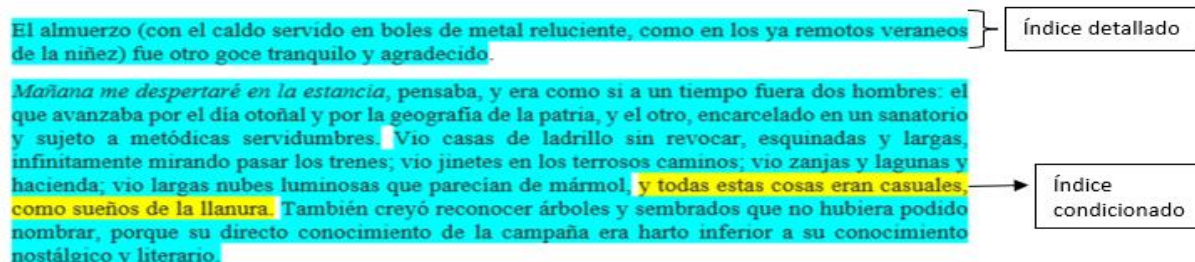 El almuerzo (con el caldo servido en boles de metal reluciente, como en los ya remotos veraneos
de la niñez) fue otro goce tranquilo y agradecido.
Índice detallado
Mañana me despertaré en la estancia, pensaba, y era como si a un tiempo fuera dos hombres: el
que avanzaba por el día otoñal y por la geografía de la patria, y el otro, encarcelado en un sanatorio
y sujeto a metódicas servidumbres. Vio casas de ladrillo sin revocar, esquinadas y largas,
infinitamente mirando pasar los trenes; vio jinetes en los terrosos caminos; vio zanjas y lagunas y
hacienda; vio largas nubes luminosas que parecían de mármol, y todas estas cosas eran casuales,
como sueños de la llanura. También creyó reconocer árboles y sembrados que no hubiera podido
nombrar, porque su directo conocimiento de la campaña era harto inferior a su conocimiento
nostálgico y literario.
Índice
condicionado